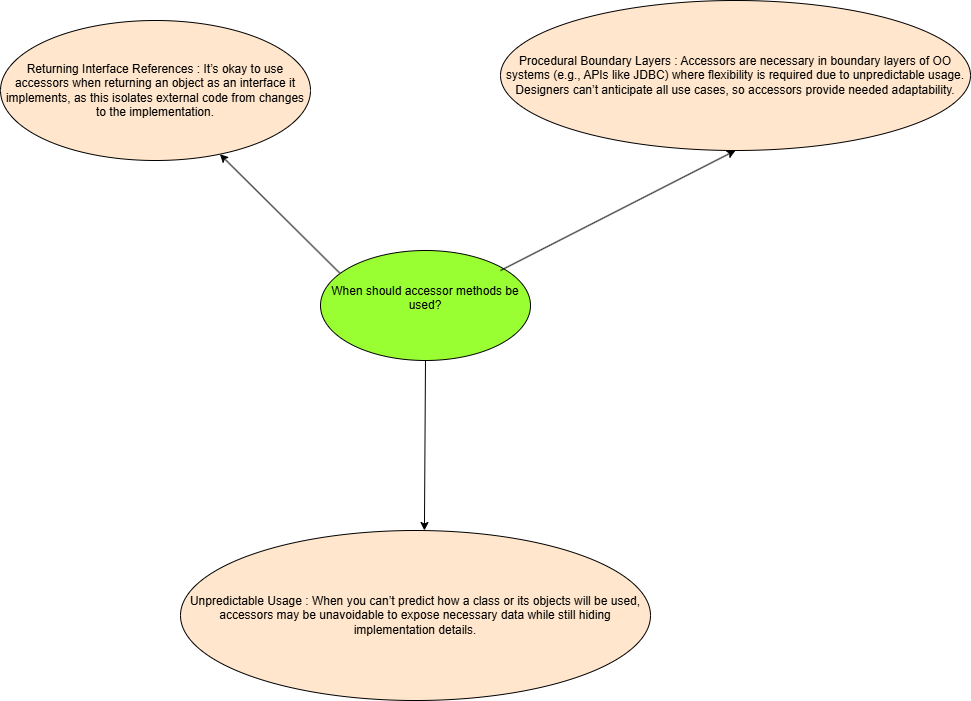 Returning Interface References : It’s okay to use
accessors when returning an object as an interface it
implements, as this isolates external code from changes
to the implementation.
Procedural Boundary Layers : Accessors are necessary in boundary layers of OO
systems (e.g., APIs like JDBC) where flexibility is required due to unpredictable usage.
Designers can’t anticipate all use cases, so accessors provide needed adaptability.
When should accessor methods be
used?
Unpredictable Usage : When you can’t predict how a class or its objects will be used,
accessors may be unavoidable to expose necessary data while still hiding
implementation details.